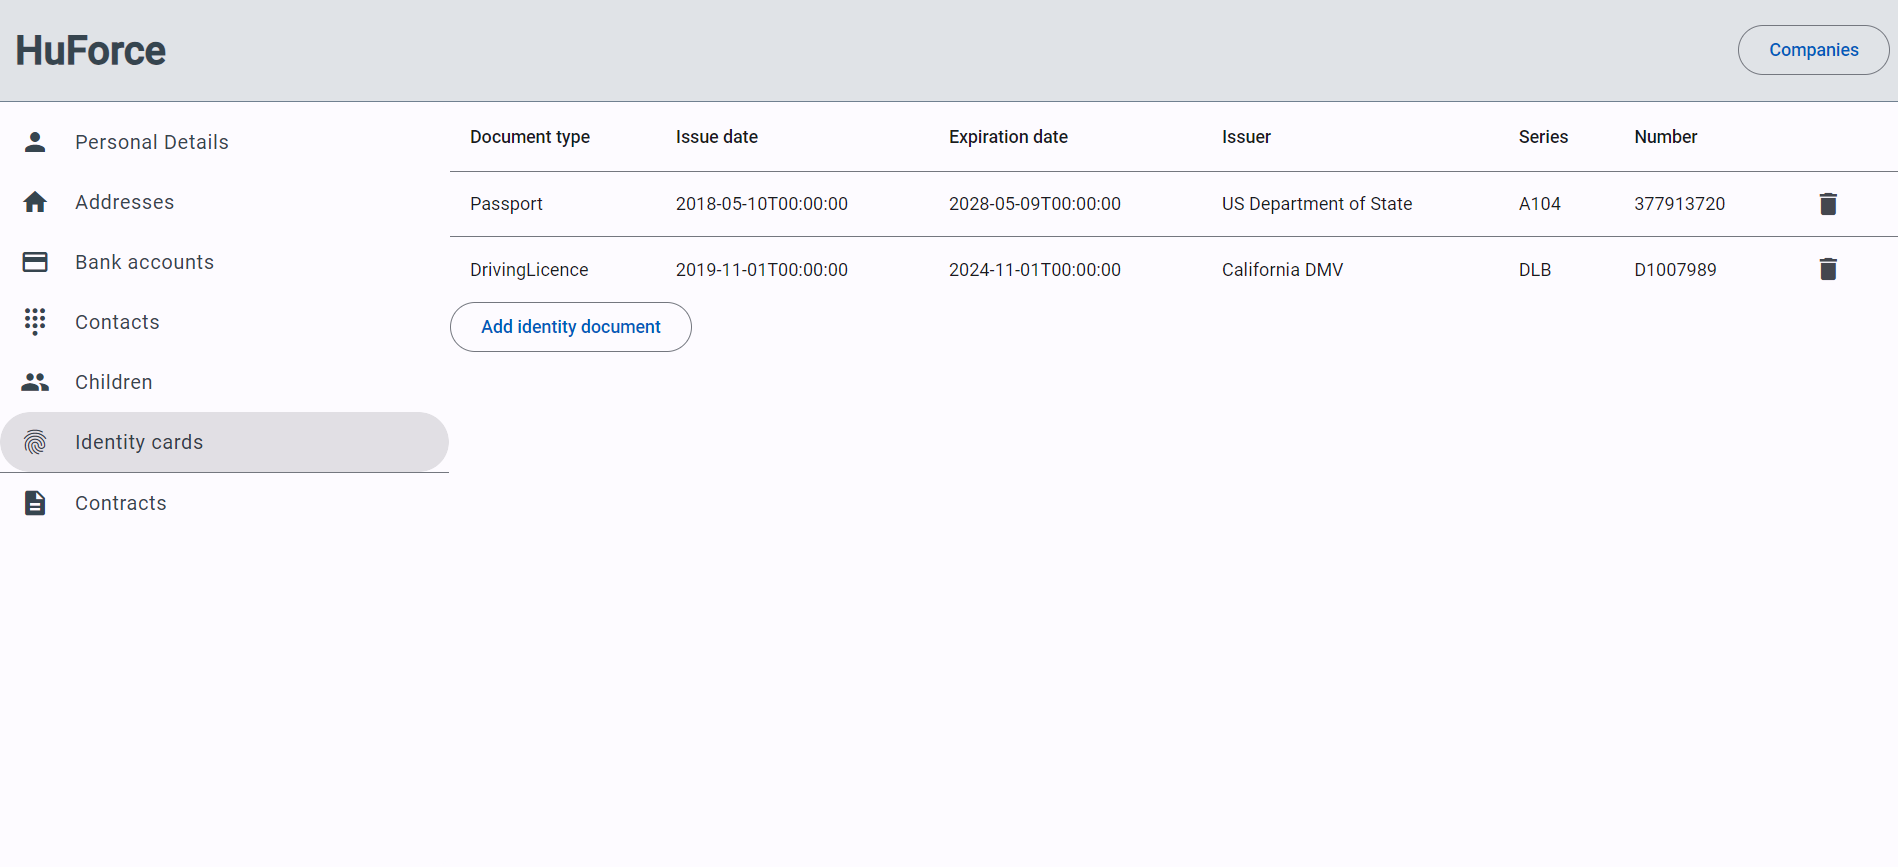 HuForce
Companies
Personal Details
Addresses
Bank accounts
Contacts
Children
Identity cards
Contracts
Document type Issue date Expiration date Issuer Series Number
Passport 2018-05-10T00:00:00 2028-05-09T00:00:00 US Department of State A104 377913720
DrivingLicence 2019-11-01T00:00:00 2024-11-01T00:00:00 California DMV DLB D1007989
Add identity document